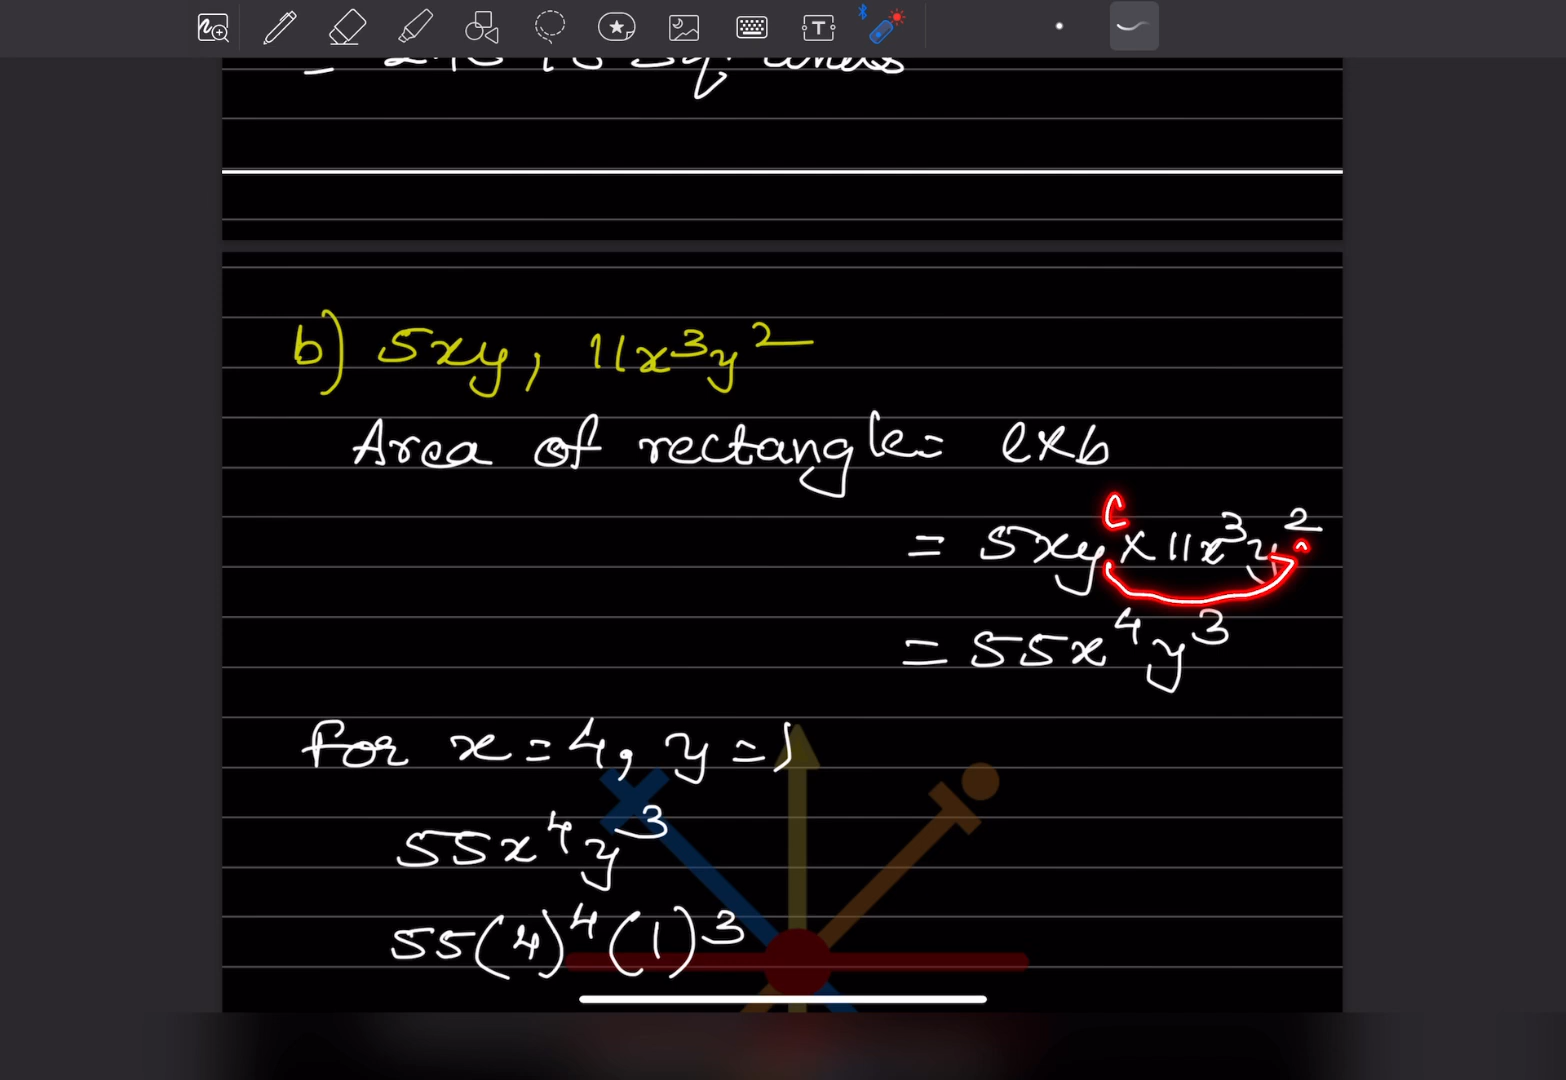 b) 5xy, 11x³y²
Area of rectangle = l×b
= 5xy × 11x³y²
= 55x⁴y³
for x = 4, y = 1
55x⁴y³
55(4)⁴(1)³